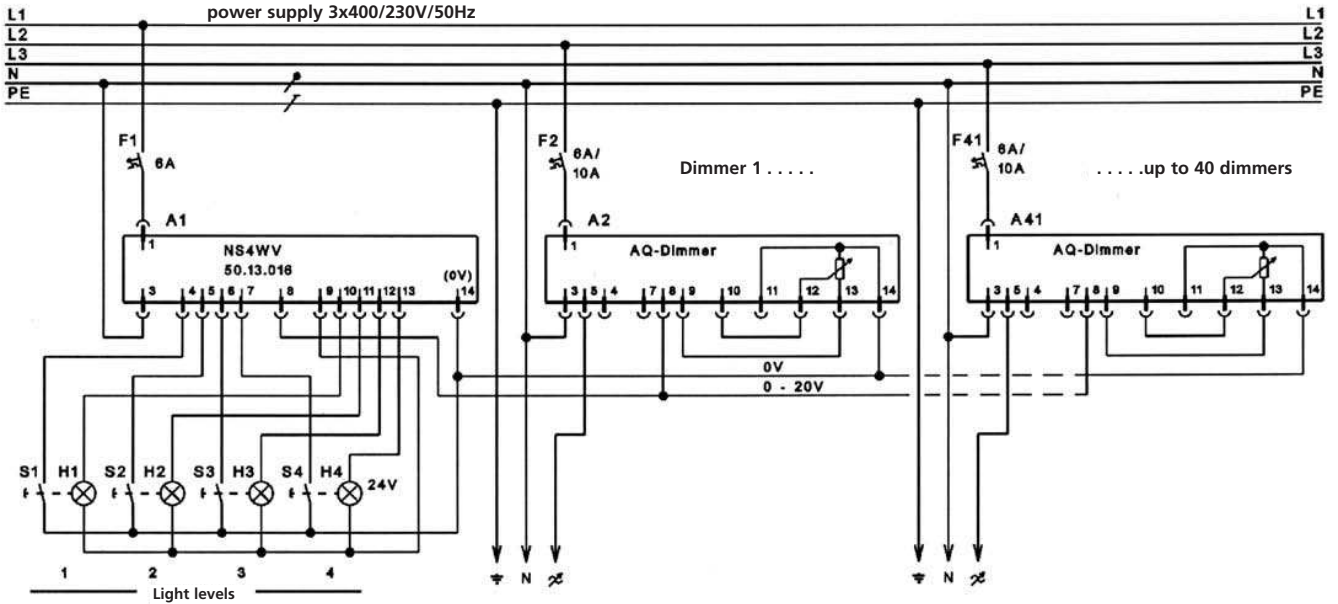 L1 power supply 3x400/230V/50Hz L1
L2 L2
L3 L3
N N
PE PE
F1 6A
F2 6A/
10A
Dimmer 1 . . . . .
F41 6A/
10A
. . . . .up to 40 dimmers
A1
A2
A41
1 NS4WV
50.13.016
(0V)
3 4 5 6 7 8 9 10 11 12 13 14
1 AQ-Dimmer
3 5 4 7 8 9 10 11 12 13 14
1 AQ-Dimmer
3 5 4 7 8 9 10 11 12 13 14
0V
0 - 20V
S1 H1 S2 H2 S3 H3 S4 H4 24V
N N
1 2 3 4
Light levels